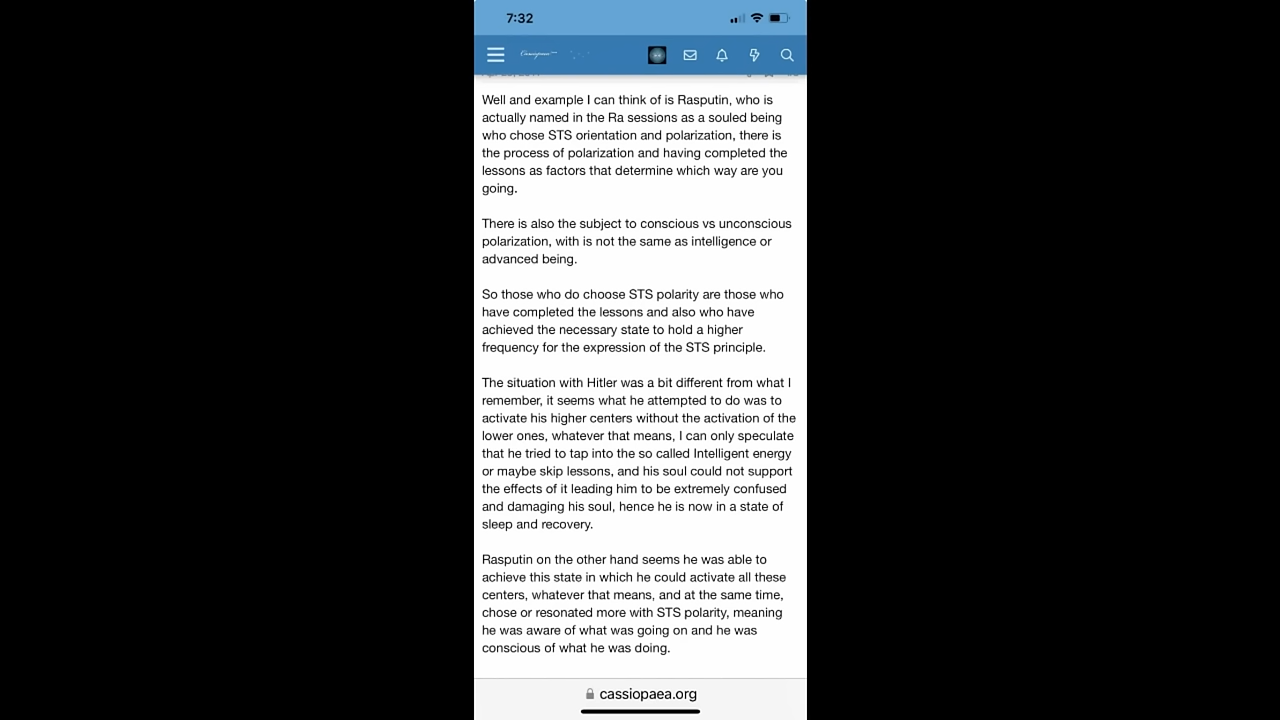 7:32
Cassiopaea
Well and example I can think of is Rasputin, who is
actually named in the Ra sessions as a souled being
who chose STS orientation and polarization, there is
the process of polarization and having completed the
lessons as factors that determine which way are you
going.
There is also the subject to conscious vs unconscious
polarization, with is not the same as intelligence or
advanced being.
So those who do choose STS polarity are those who
have completed the lessons and also who have
achieved the necessary state to hold a higher
frequency for the expression of the STS principle.
The situation with Hitler was a bit different from what I
remember, it seems what he attempted to do was to
activate his higher centers without the activation of the
lower ones, whatever that means, I can only speculate
that he tried to tap into the so called Intelligent energy
or maybe skip lessons, and his soul could not support
the effects of it leading him to be extremely confused
and damaging his soul, hence he is now in a state of
sleep and recovery.
Rasputin on the other hand seems he was able to
achieve this state in which he could activate all these
centers, whatever that means, and at the same time,
chose or resonated more with STS polarity, meaning
he was aware of what was going on and he was
conscious of what he was doing.
cassiopaea.org